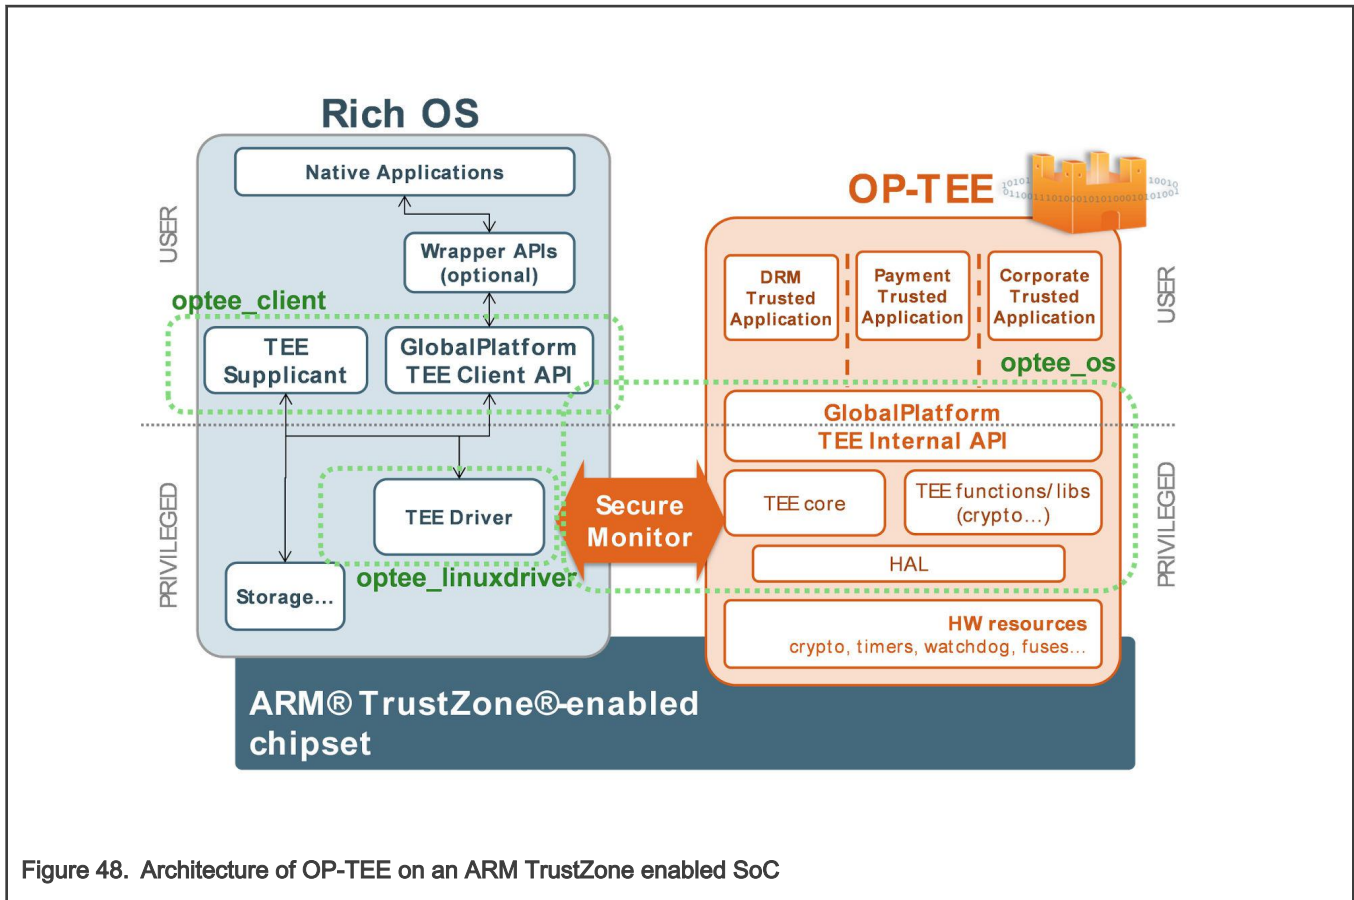 Rich OS
Native Applications
Wrapper APIs
(optional)
USER
optee_client
TEE
Supplicant
GlobalPlatform
TEE Client API
PRIVILEGED
TEE Driver
optee_linuxdriver
Storage...
Secure
Monitor
OP-TEE
10101
10010
0110011101000101010001010101001
DRM
Trusted
Application
Payment
Trusted
Application
Corporate
Trusted
Application
USER
optee_os
GlobalPlatform
TEE Internal API
TEE core
TEE functions/libs
(crypto...)
PRIVILEGED
HAL
HW resources
crypto, timers, watchdog, fuses...
ARM® TrustZone®-enabled
chipset
Figure 48. Architecture of OP-TEE on an ARM TrustZone enabled SoC